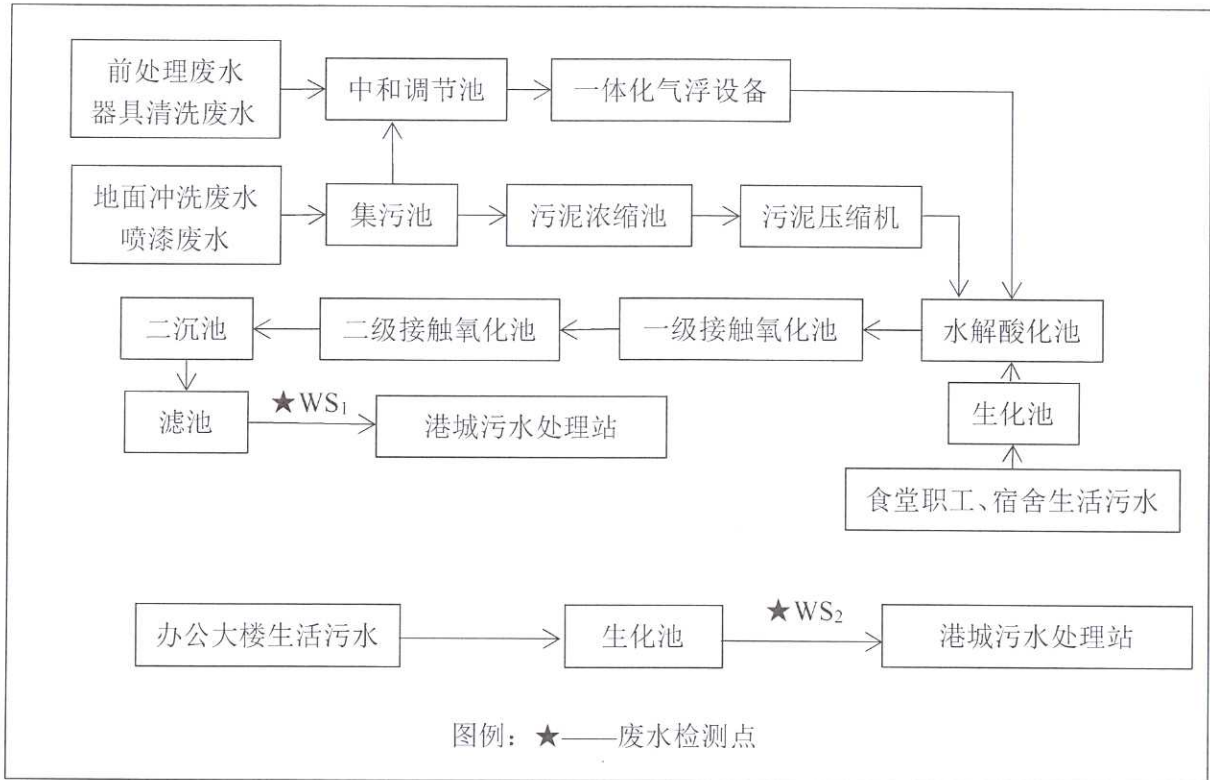 前处理废水
器具清洗废水
中和调节池
一体化气浮设备
地面冲洗废水
喷漆废水
集污池
污泥浓缩池
污泥压缩机
二沉池
二级接触氧化池
一级接触氧化池
水解酸化池
滤池
★WS₁
港城污水处理站
生化池
食堂职工、宿舍生活污水
办公大楼生活污水
生化池
★WS₂
港城污水处理站
图例：★——废水检测点